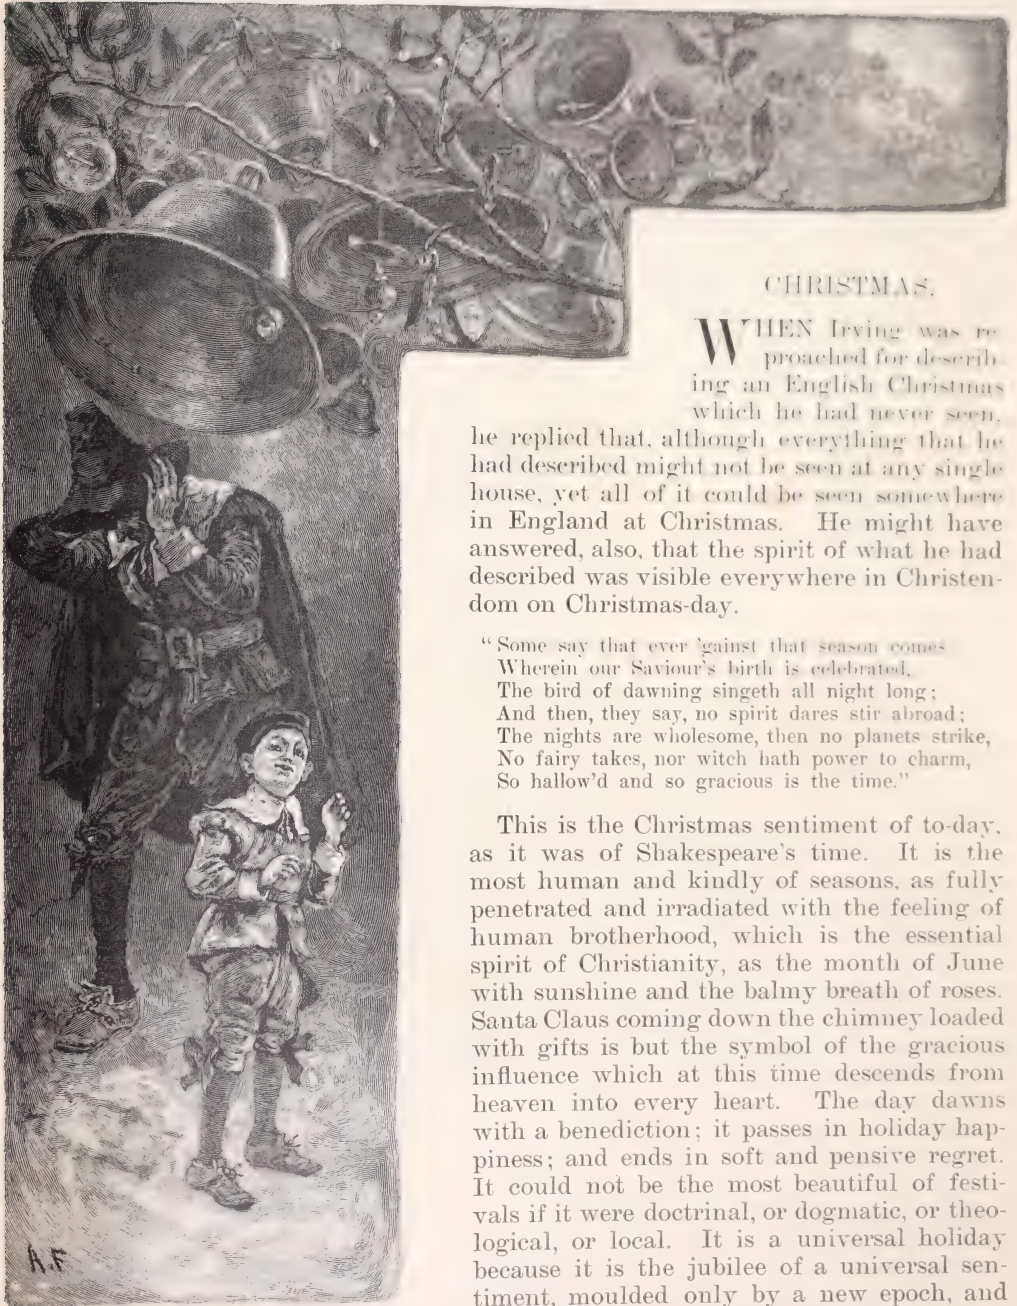 CHRISTMAS.
WHEN Irving was re-
proached for describ-
ing an English Christmas
which he had never seen,
he replied that, although everything that he
had described might not be seen at any single
house, yet all of it could be seen somewhere
in England at Christmas. He might have
answered, also, that the spirit of what he had
described was visible everywhere in Christen-
dom on Christmas-day.
“Some say that ever ’gainst that season comes
Wherein our Saviour’s birth is celebrated,
The bird of dawning singeth all night long;
And then, they say, no spirit dares stir abroad;
The nights are wholesome, then no planets strike,
No fairy takes, nor witch hath power to charm,
So hallow’d and so gracious is the time.”
This is the Christmas sentiment of to-day,
as it was of Shakespeare’s time. It is the
most human and kindly of seasons, as fully
penetrated and irradiated with the feeling of
human brotherhood, which is the essential
spirit of Christianity, as the month of June
with sunshine and the balmy breath of roses.
Santa Claus coming down the chimney loaded
with gifts is but the symbol of the gracious
influence which at this time descends from
heaven into every heart. The day dawns
with a benediction; it passes in holiday hap-
piness; and ends in soft and pensive regret.
It could not be the most beautiful of festi-
vals if it were doctrinal, or dogmatic, or theo-
logical, or local. It is a universal holiday
because it is the jubilee of a universal sen-
timent, moulded only by a new epoch, and
A.F